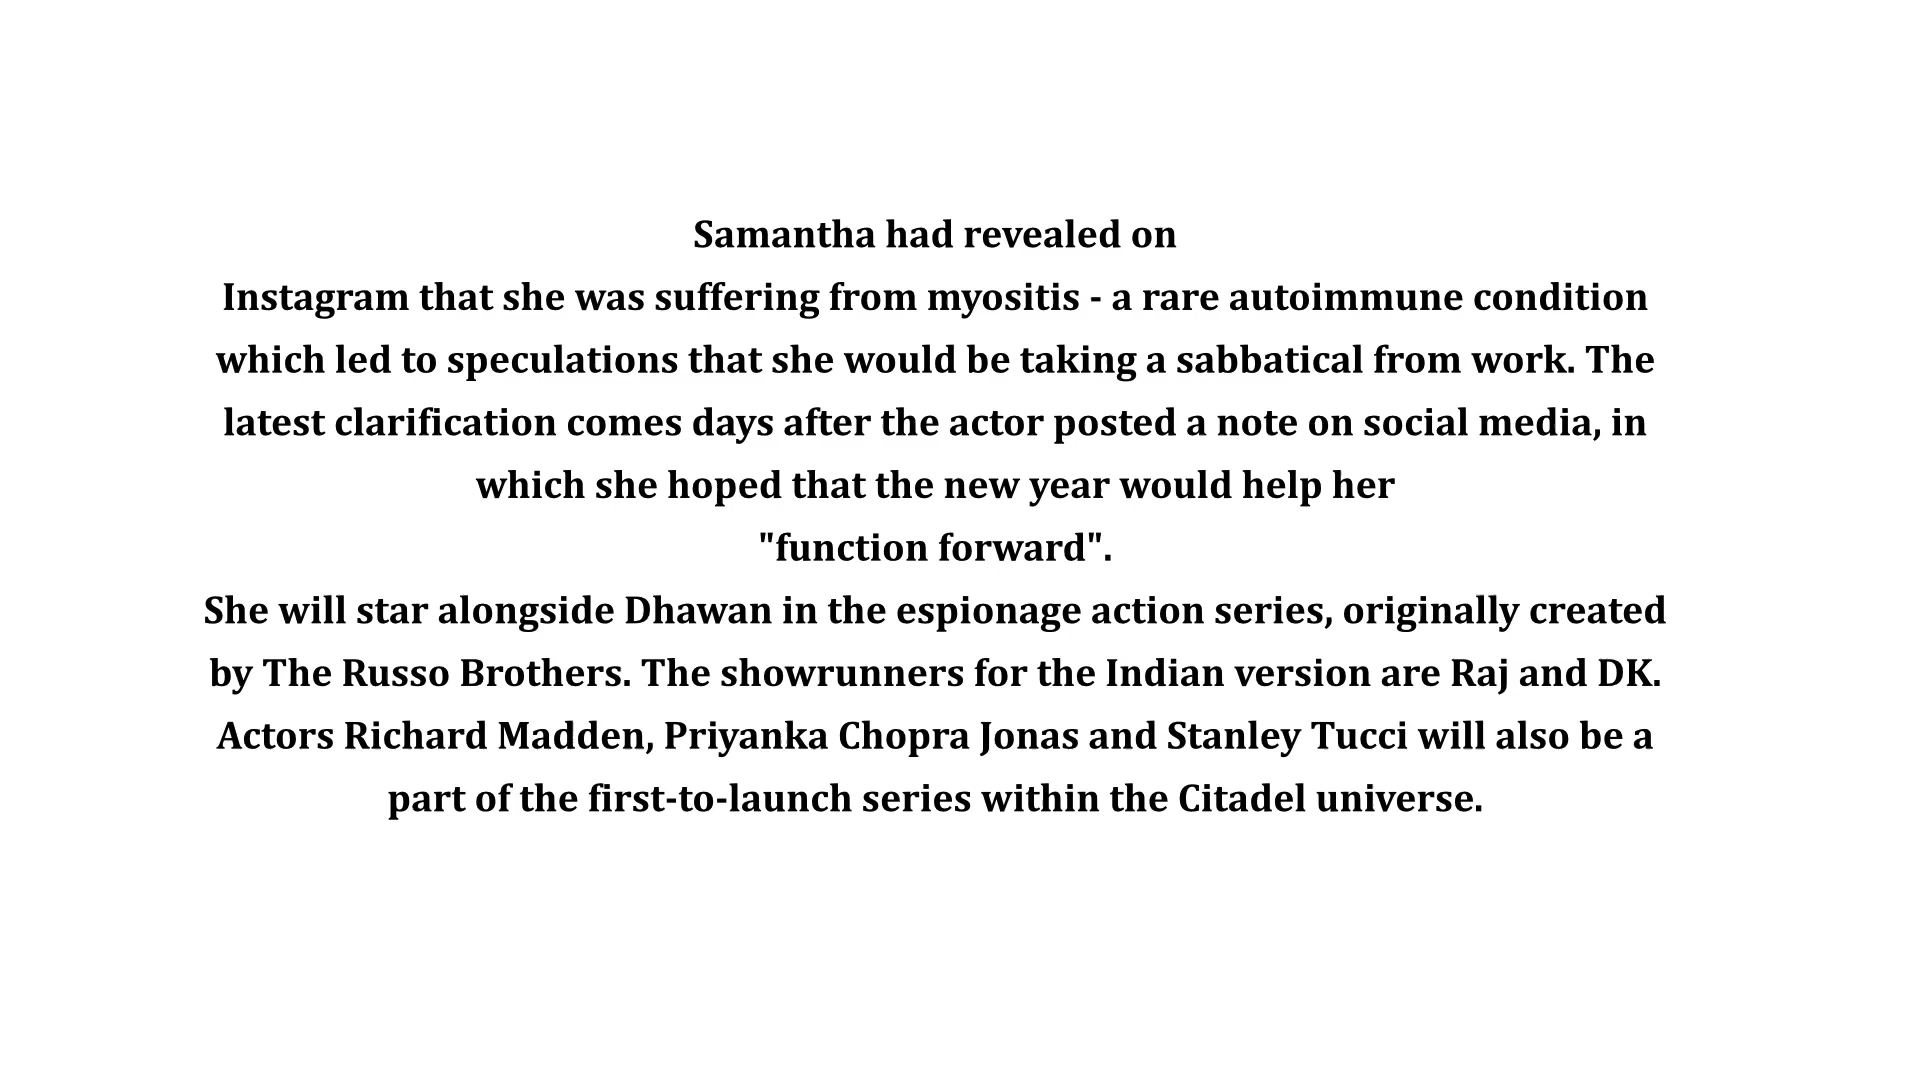 Samantha had revealed on
Instagram that she was suffering from myositis - a rare autoimmune condition
which led to speculations that she would be taking a sabbatical from work. The
latest clarification comes days after the actor posted a note on social media, in
which she hoped that the new year would help her
"function forward".
She will star alongside Dhawan in the espionage action series, originally created
by The Russo Brothers. The showrunners for the Indian version are Raj and DK.
Actors Richard Madden, Priyanka Chopra Jonas and Stanley Tucci will also be a
part of the first-to-launch series within the Citadel universe.